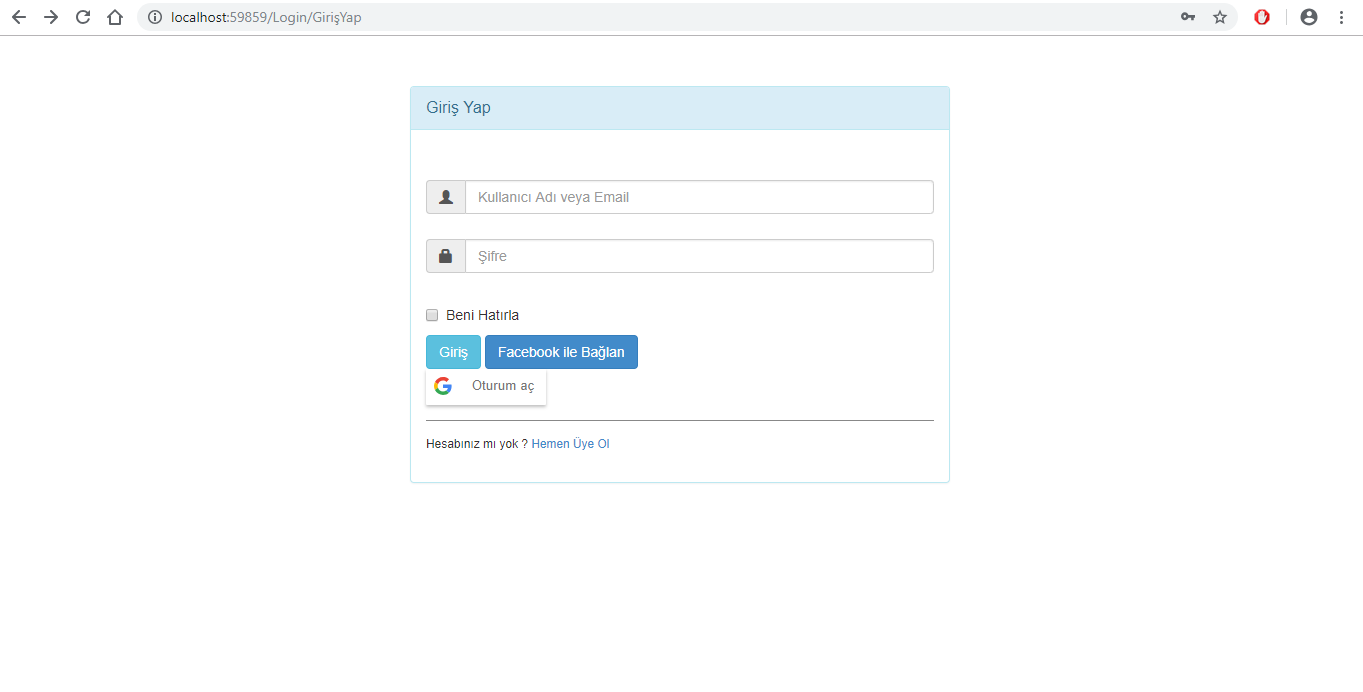 localhost:59859/Login/GirişYap
Giriş Yap
Kullanıcı Adı veya Email
Şifre
Beni Hatırla
Giriş Facebook ile Bağlan
Oturum aç
Hesabınız mı yok ? Hemen Üye Ol